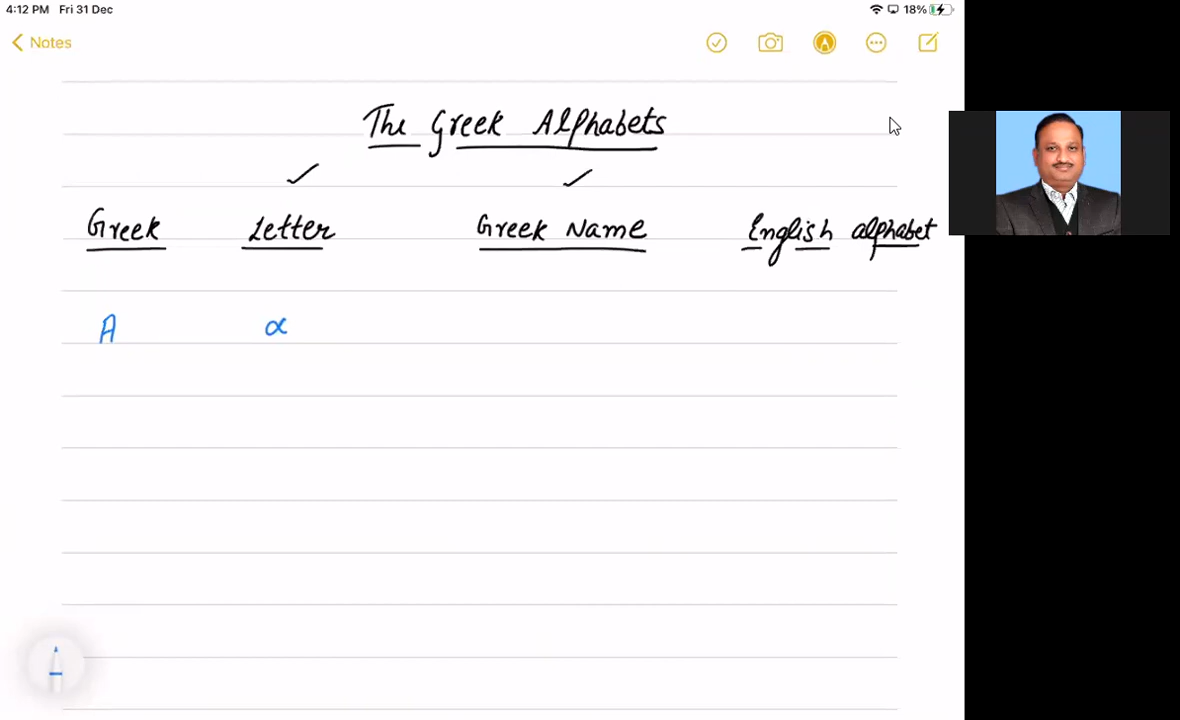 4:12 PM Fri 31 Dec 18%
Notes
The Greek Alphabets
Greek Letter Greek Name English alphabet
A α